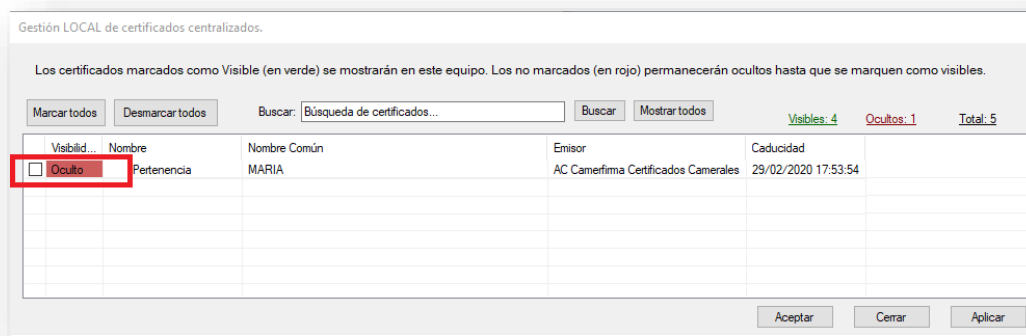 Gestión LOCAL de certificados centralizados.
Los certificados marcados como Visible (en verde) se mostrarán en este equipo. Los no marcados (en rojo) permanecerán ocultos hasta que se marquen como visibles.
Marcar todos Desmarcar todos Buscar: Búsqueda de certificados... Buscar Mostrar todos Visibles: 4 Ocultos: 1 Total: 5
Visibilid... Nombre Nombre Común Emisor Caducidad
Oculto Pertenencia MARIA AC Camerfirma Certificados Camerales 29/02/2020 17:53:54
Aceptar Cerrar Aplicar